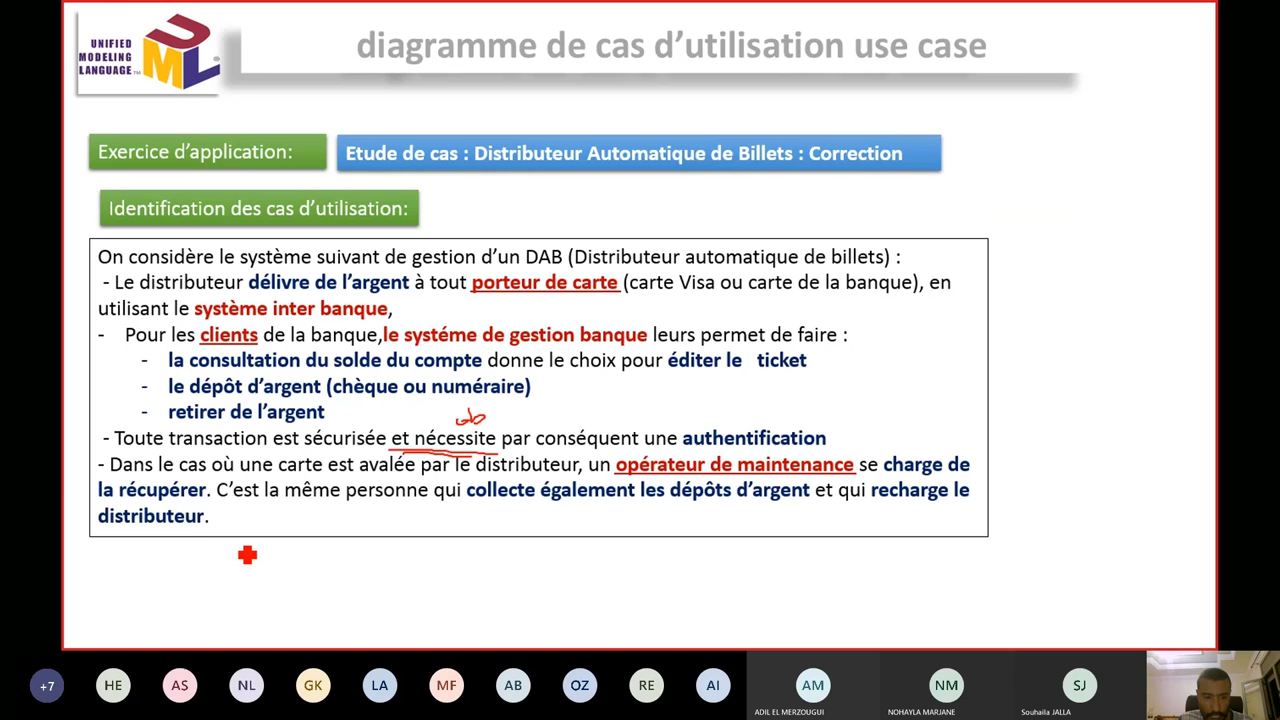 UNIFIED
MODELING
LANGUAGE™
UML®
diagramme de cas d'utilisation use case
Exercice d'application:
Etude de cas : Distributeur Automatique de Billets : Correction
Identification des cas d'utilisation:
On considère le système suivant de gestion d'un DAB (Distributeur automatique de billets) :
- Le distributeur délivre de l'argent à tout porteur de carte (carte Visa ou carte de la banque), en
utilisant le système inter banque,
- Pour les clients de la banque,le systéme de gestion banque leurs permet de faire :
- la consultation du solde du compte donne le choix pour éditer le ticket
- le dépôt d'argent (chèque ou numéraire)
- retirer de l'argent
- Toute transaction est sécurisée et nécessite par conséquent une authentification
- Dans le cas où une carte est avalée par le distributeur, un opérateur de maintenance se charge de
la récupérer. C'est la même personne qui collecte également les dépôts d'argent et qui recharge le
distributeur.
+7 HE AS NL GK LA MF AB OZ RE AI AM NM SJ
ADIL EL MERZOUGUI NOHAYLA MARJANE Souhaila JALLA